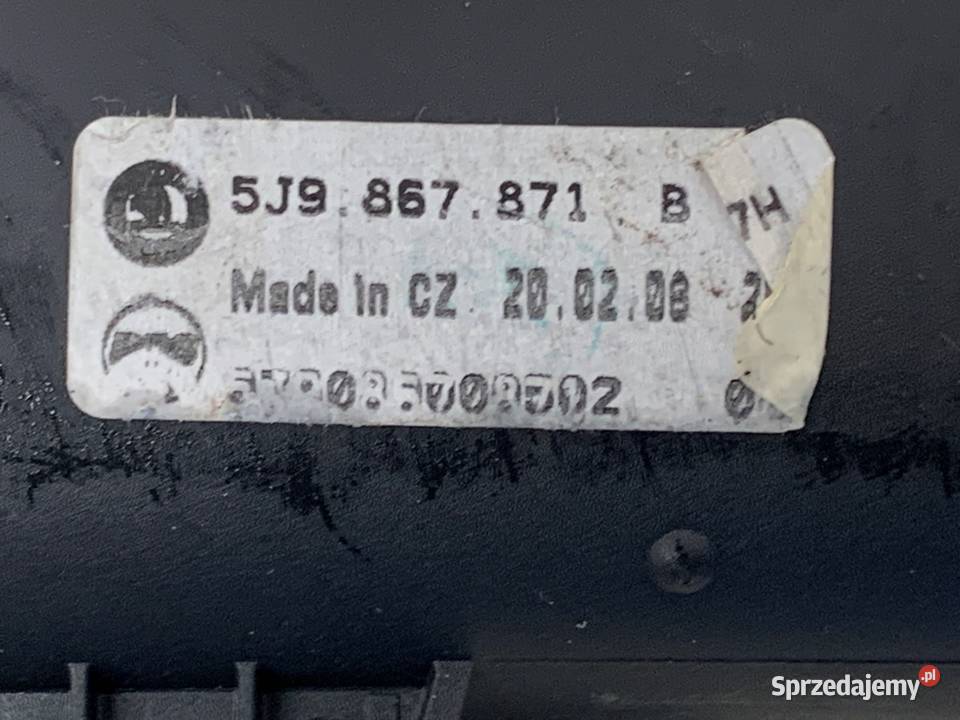 5J9.867.871 B 7H
Made in CZ 20.02.08
Sprzedajemy.pl